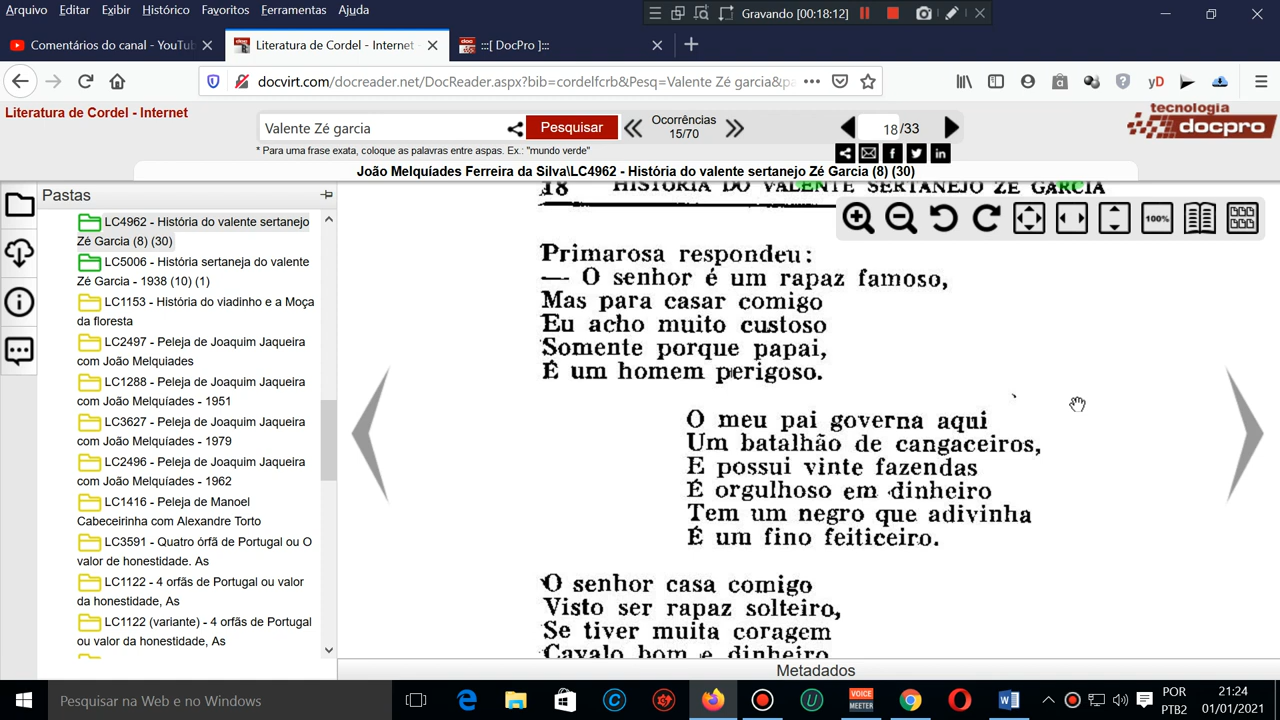 Arquivo Editar Exibir Histórico Favoritos Ferramentas Ajuda
Gravando [00:18:12]
Comentários do canal - YouTu
Literatura de Cordel - Internet -
:::[ DocPro ]:::
docvirt.com/docreader.net/DocReader.aspx?bib=cordelfcrb&Pesq=Valente Zé garcia&pa
yD
Literatura de Cordel - Internet
Valente Zé garcia
Pesquisar
Ocorrências
15/70
18 /33
tecnologia
docpro
* Para uma frase exata, coloque as palavras entre aspas. Ex.: "mundo verde"
João Melquíades Ferreira da Silva\LC4962 - História do valente sertanejo Zé Garcia (8) (30)
Pastas
LC4962 - História do valente sertanejo
Zé Garcia (8) (30)
LC5006 - História sertaneja do valente
Zé Garcia - 1938 (10) (1)
LC1153 - História do viadinho e a Moça
da floresta
LC2497 - Peleja de Joaquim Jaqueira
com João Melquiades
LC1288 - Peleja de Joaquim Jaqueira
com João Melquíades - 1951
LC3627 - Peleja de Joaquim Jaqueira
com João Melquíades - 1979
LC2496 - Peleja de Joaquim Jaqueira
com João Melquíades - 1962
LC1416 - Peleja de Manoel
Cabeceirinha com Alexandre Torto
LC3591 - Quatro órfã de Portugal ou O
valor de honestidade. As
LC1122 - 4 orfãs de Portugal ou valor
da honestidade, As
LC1122 (variante) - 4 orfãs de Portugal
ou valor da honestidade, As
18 HISTÓRIA DO VALENTE SERTANEJO ZÉ GARCIA
100%
Primarosa respondeu:
— O senhor é um rapaz famoso,
Mas para casar comigo
Eu acho muito custoso
Somente porque papai,
É um homem perigoso.
O meu pai governa aqui
Um batalhão de cangaceiros,
E possui vinte fazendas
É orgulhoso em dinheiro
Tem um negro que adivinha
É um fino feiticeiro.
O senhor casa comigo
Visto ser rapaz solteiro,
Se tiver muita coragem
Cavalo bom e dinheiro
Metadados
Pesquisar na Web e no Windows
VOICE
MEETER
POR
PTB2
21:24
01/01/2021